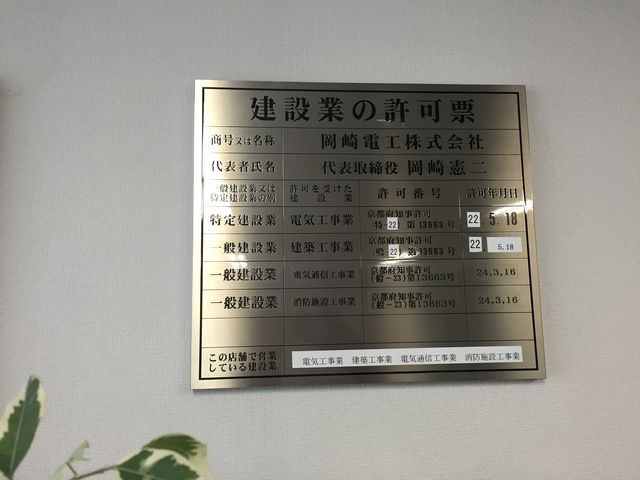 建設業の許可票
商号又は名称 岡崎電工株式会社
代表者氏名 代表取締役 岡崎憲二
一般建設業又は特定建設業の別 許可を受けた建設業 許可番号 許可年月日
特定建設業 電気工事業 京都府知事許可 特-22 第13663号 22 5.18
一般建設業 建築工事業 京都府知事許可 般-22 第13663号 22 5.18
一般建設業 電気通信工事業 京都府知事許可 (般-23)第13663号 24,3,16
一般建設業 消防施設工事業 京都府知事許可 (般-23)第13663号 24,3,16
この店舗で営業している建設業 電気工事業 建築工事業 電気通信工事業 消防施設工事業